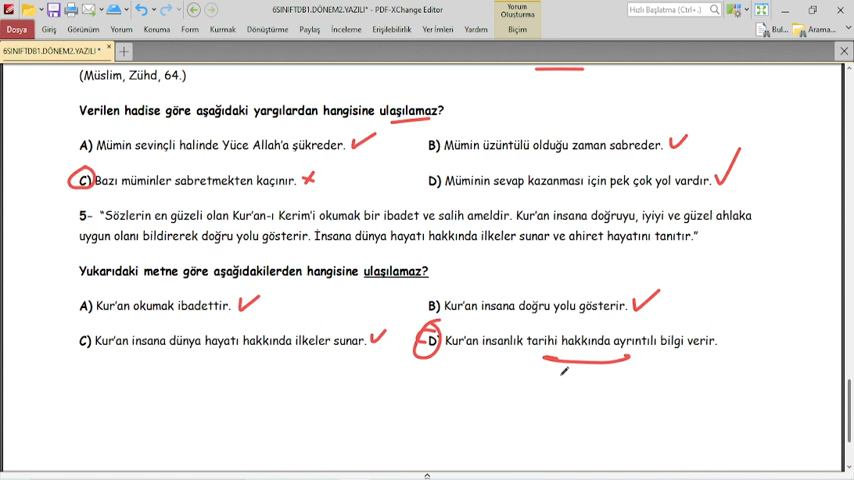 6SINIFTDB1.DÖNEM2.YAZILI* - PDF-XChange Editor
Yorum Oluşturma
Hızlı Başlatma (Ctrl+.)
Dosya Giriş Görünüm Yorum Koruma Form Kurmak Dönüştürme Paylaş İnceleme Erişilebilirlik Yer İmleri Yardım Biçim Bul... Arama...
6SINIFTDB1.DÖNEM2.YAZILI *
(Müslim, Zühd, 64.)
Verilen hadise göre aşağıdaki yargılardan hangisine ulaşılamaz?
A) Mümin sevinçli halinde Yüce Allah'a şükreder. B) Mümin üzüntülü olduğu zaman sabreder.
C) Bazı müminler sabretmekten kaçınır. D) Müminin sevap kazanması için pek çok yol vardır.
5- “Sözlerin en güzeli olan Kur'an-ı Kerim'i okumak bir ibadet ve salih ameldir. Kur'an insana doğruyu, iyiyi ve güzel ahlaka
uygun olanı bildirerek doğru yolu gösterir. İnsana dünya hayatı hakkında ilkeler sunar ve ahiret hayatını tanıtır.”
Yukarıdaki metne göre aşağıdakilerden hangisine ulaşılamaz?
A) Kur'an okumak ibadettir. B) Kur'an insana doğru yolu gösterir.
C) Kur'an insana dünya hayatı hakkında ilkeler sunar. D) Kur'an insanlık tarihi hakkında ayrıntılı bilgi verir.